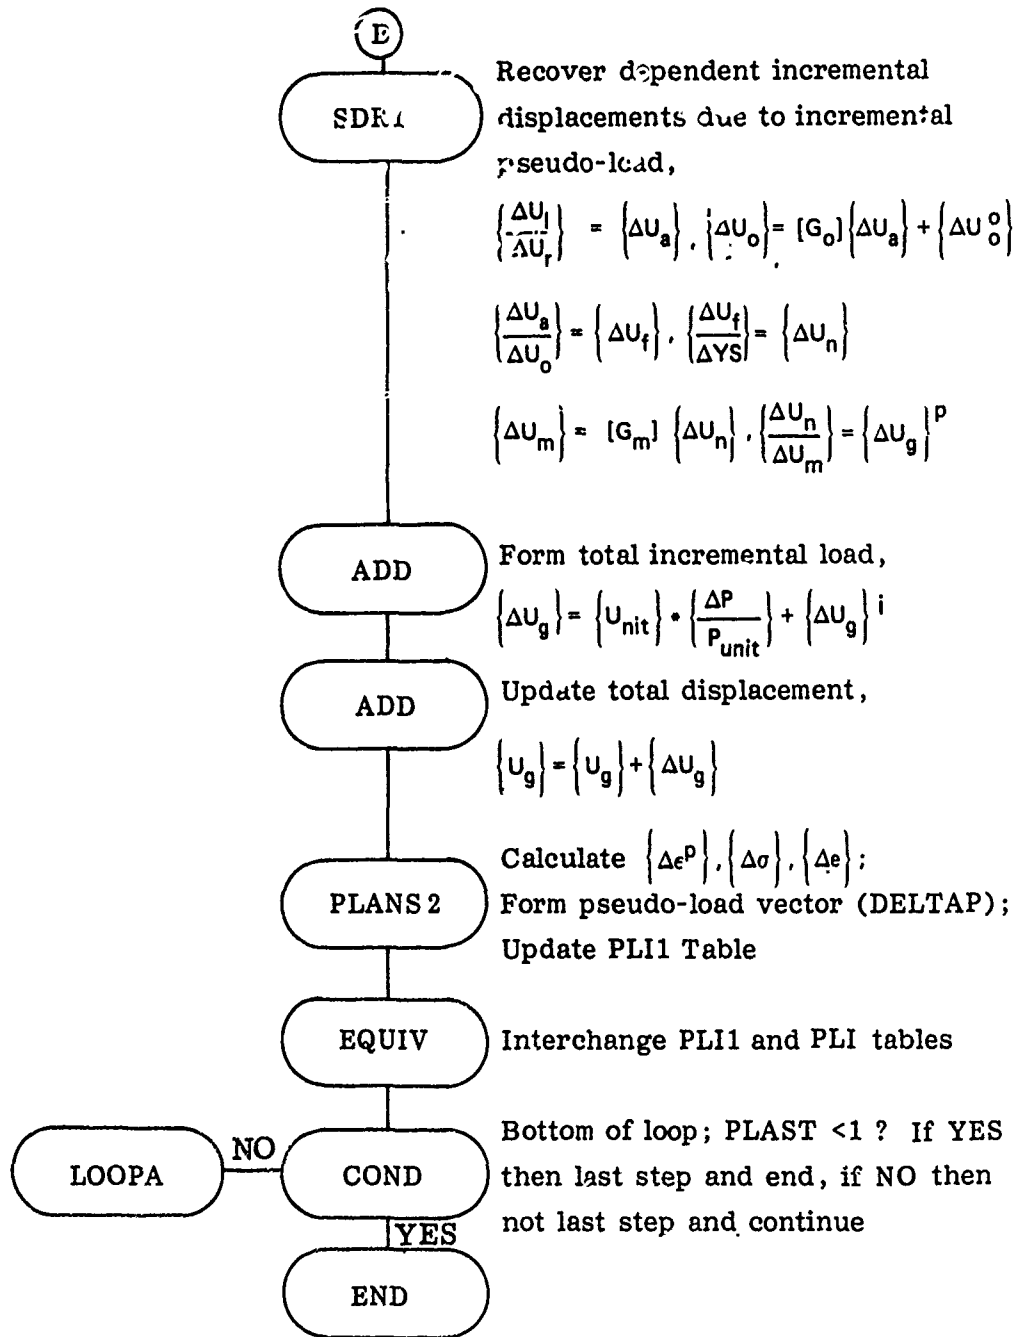 E
SDR1
Recover dependent incremental
displacements due to incremental
pseudo-load,
{ΔU_l / ΔU_r} = {ΔU_a}, {ΔU_o} = [G_o]{ΔU_a} + {ΔU_o^o}
{ΔU_a / ΔU_o} = {ΔU_f}, {ΔU_f / ΔYS} = {ΔU_n}
{ΔU_m} = [G_m] {ΔU_n}, {ΔU_n / ΔU_m} = {ΔU_g}^p
ADD
Form total incremental load,
{ΔU_g} = {U_nit} * {ΔP / P_unit} + {ΔU_g}^i
ADD
Update total displacement,
{U_g} = {U_g} + {ΔU_g}
PLANS 2
Calculate {Δϵ^p}, {Δσ}, {Δe};
Form pseudo-load vector (DELTAP);
Update PLI1 Table
EQUIV
Interchange PLI1 and PLI tables
LOOPA
NO
COND
Bottom of loop; PLAST <1 ? If YES
then last step and end, if NO then
not last step and continue
YES
END